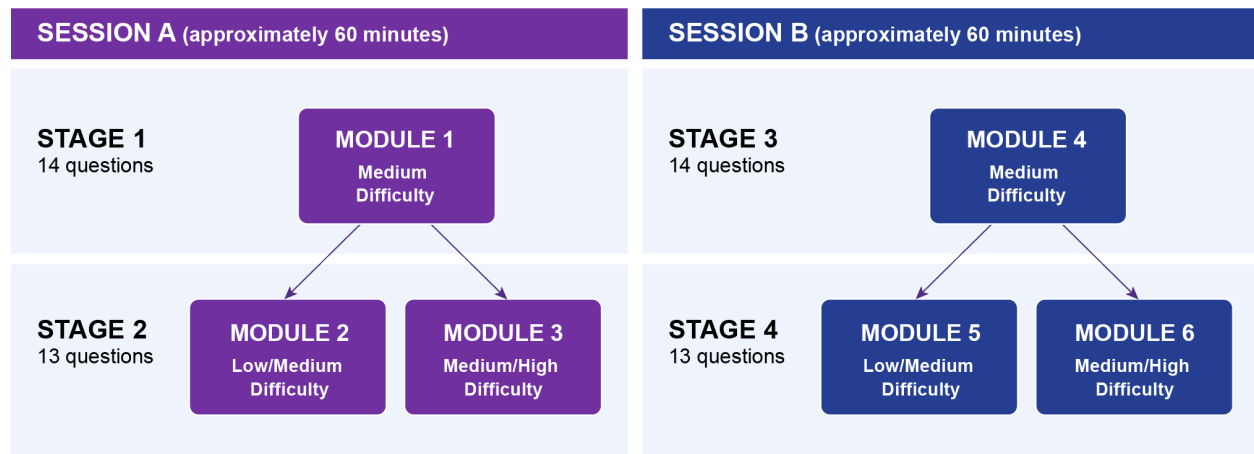 SESSION A (approximately 60 minutes)
STAGE 1
14 questions
MODULE 1
Medium
Difficulty
STAGE 2
13 questions
MODULE 2
Low/Medium
Difficulty
MODULE 3
Medium/High
Difficulty
SESSION B (approximately 60 minutes)
STAGE 3
14 questions
MODULE 4
Medium
Difficulty
STAGE 4
13 questions
MODULE 5
Low/Medium
Difficulty
MODULE 6
Medium/High
Difficulty